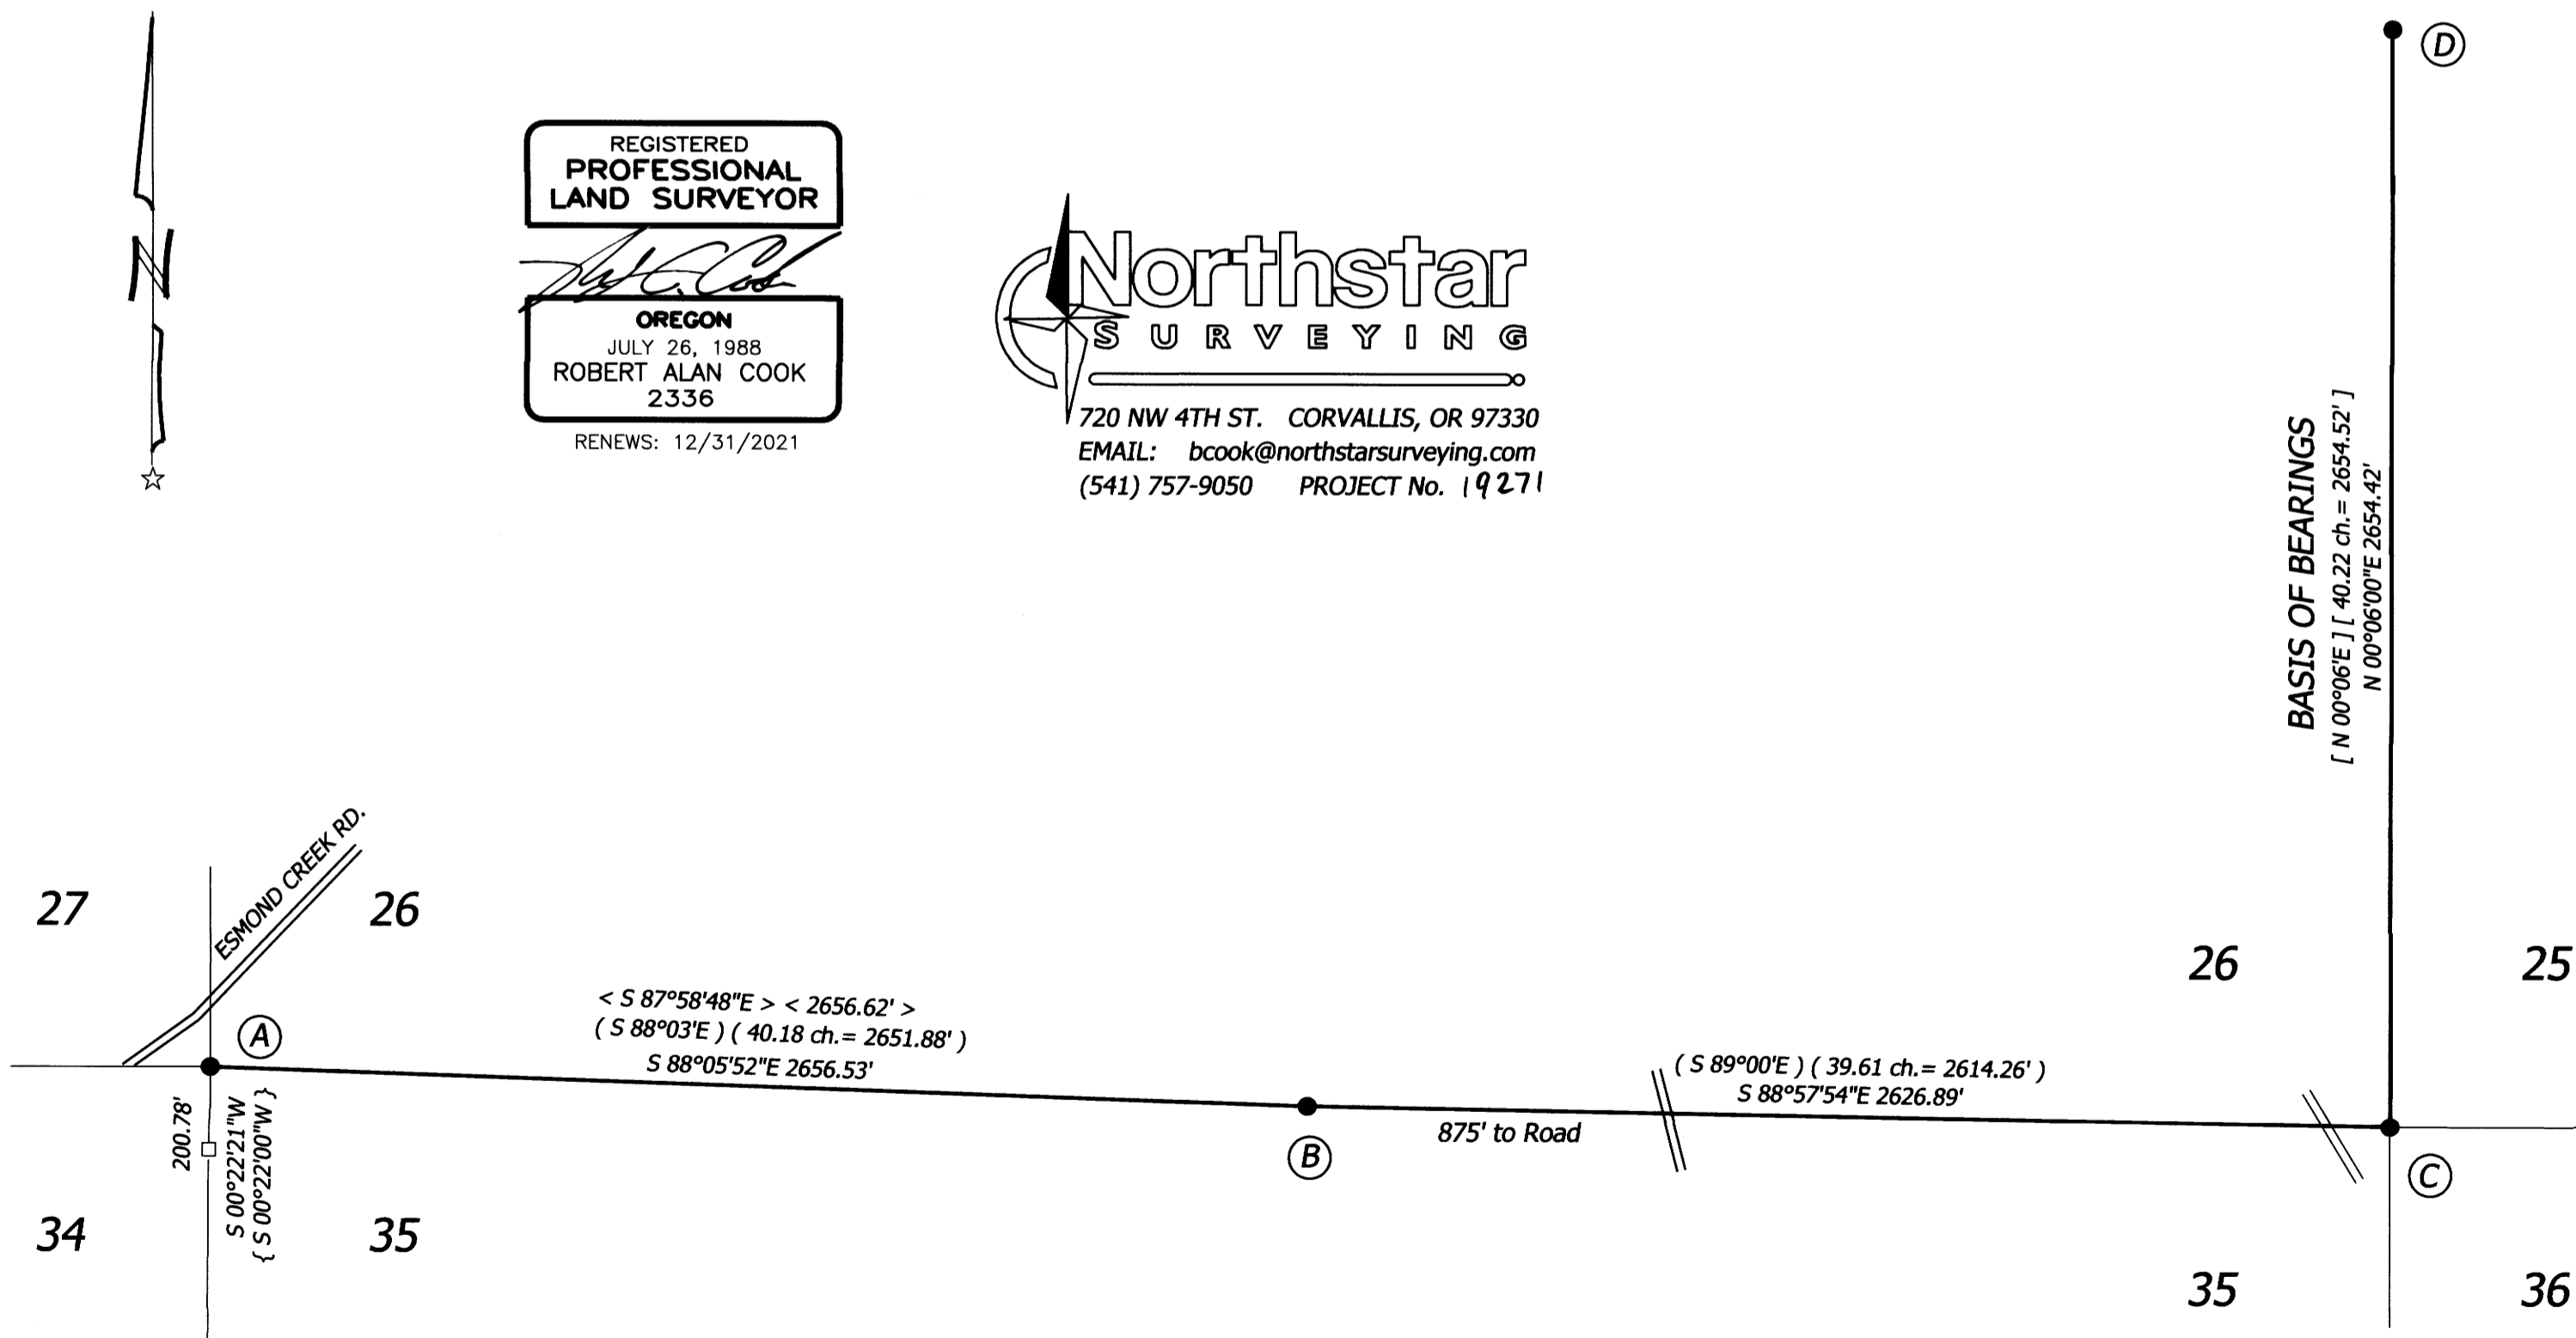 N
REGISTERED
PROFESSIONAL
LAND SURVEYOR
OREGON
JULY 26, 1988
ROBERT ALAN COOK
2336
RENEWS: 12/31/2021
Northstar
SURVEYING
720 NW 4TH ST. CORVALLIS, OR 97330
EMAIL: bcook@northstarsurveying.com
(541) 757-9050 PROJECT No. 19271
D
BASIS OF BEARINGS
[ N 00°06'E ] [ 40.22 ch.= 2654.52' ]
N 00°06'00"E 2654.42'
ESMOND CREEK RD.
27
26
26
25
A
< S 87°58'48"E > < 2656.62' >
( S 88°03'E ) ( 40.18 ch.= 2651.88' )
S 88°05'52"E 2656.53'
( S 89°00'E ) ( 39.61 ch.= 2614.26' )
S 88°57'54"E 2626.89'
875' to Road
B
C
200.78'
S 00°22'21"W
{ S 00°22'00"W }
34
35
35
36